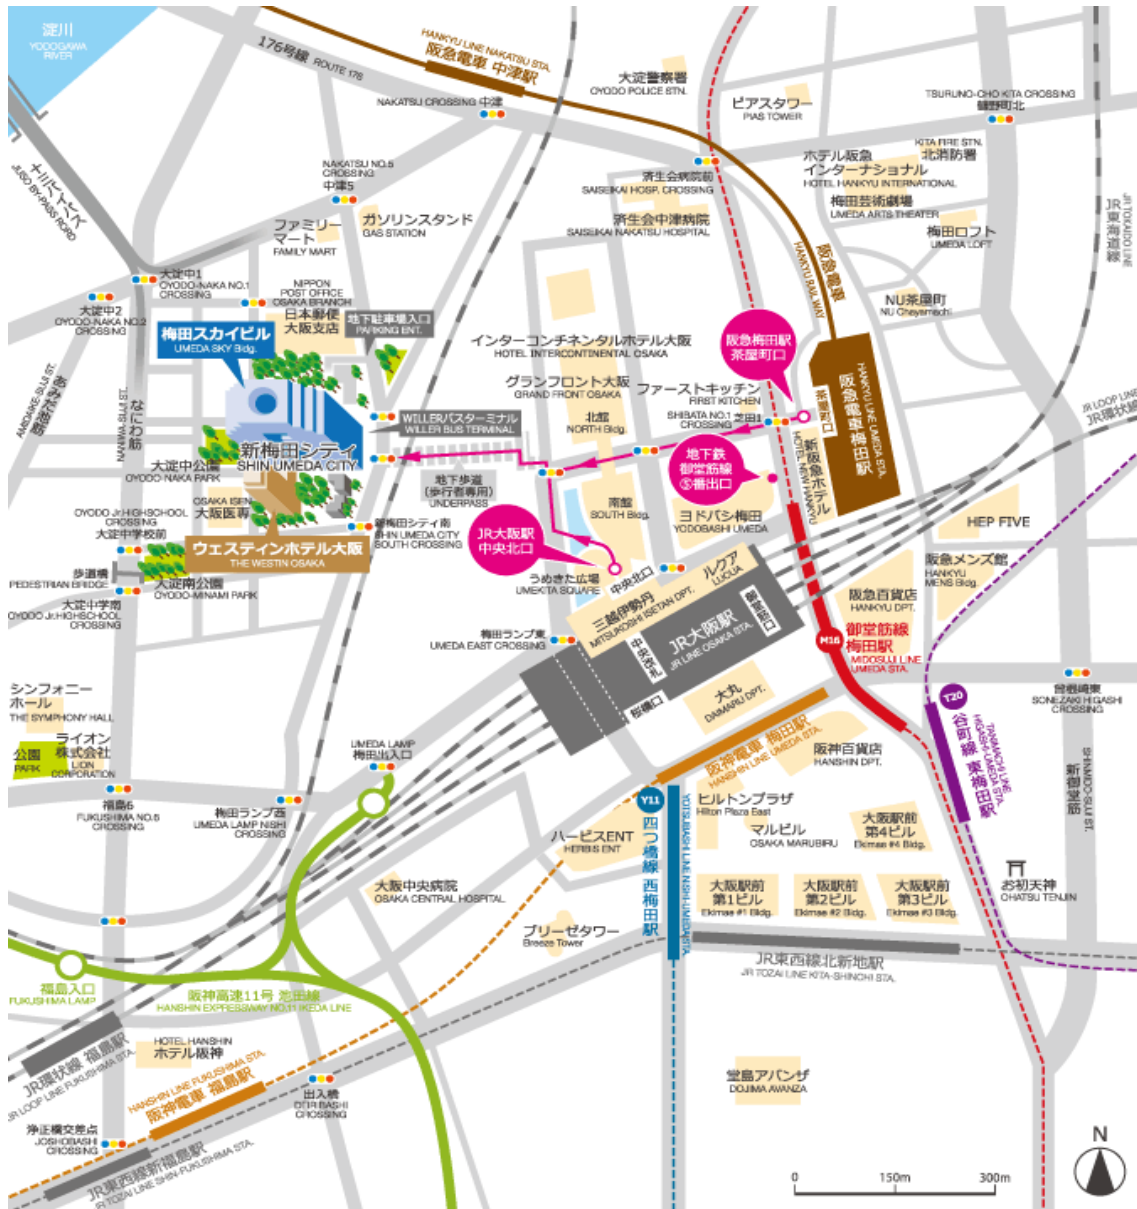 淀川
YODOGAWA
RIVER
176号線 ROUTE 176
HANKYU LINE NAKATSU STA.
阪急電車 中津駅
大淀警察署
OYODO POLICE STN.
ピアスタワー
PIAS TOWER
TSURUNO-CHO KITA CROSSING
鶴野町北
NAKATSU CROSSING 中津
十三バイパス
JUSO BY-PASS ROAD
NAKATSU NO.5
CROSSING
中津5
済生会病院前
SAISEIKAI HOSP. CROSSING
ホテル阪急
インターナショナル
HOTEL HANKYU INTERNATIONAL
KITA FIRE STN.
北消防署
梅田芸術劇場
UMEDA ARTS THEATER
ファミリー
マート
FAMILY MART
ガソリンスタンド
GAS STATION
済生会中津病院
SAISEIKAI NAKATSU HOSPITAL
梅田ロフト
UMEDA LOFT
JR東海道線
JR TOKAIDO LINE
阪急電車
HANKYU RAILWAY
大淀中1
OYODO-NAKA NO.1
CROSSING
大淀中2
OYODO-NAKA NO.2
CROSSING
NIPPON
POST OFFICE
OSAKA BRANCH
日本郵便
大阪支店
地下駐車場入口
PARKING ENT.
NU茶屋町
NU Chayamachi
梅田スカイビル
UMEDA SKY Bldg.
インターコンチネンタルホテル大阪
HOTEL INTERCONTINENTAL OSAKA
阪急梅田駅
茶屋町口
グランフロント大阪
GRAND FRONT OSAKA
ファーストキッチン
FIRST KITCHEN
HANKYU LINE UMEDA STA.
阪急電車梅田駅
茶屋町口
あみだ池筋
AMIDAIKE-SUJI ST.
なにわ筋
NANIWA-SUJI ST.
WILLERバスターミナル
WILLER BUS TERMINAL
北館
NORTH Bldg.
SHIBATA NO.1
CROSSING
芝田1
JR LOOP LINE
JR環状線
新梅田シティ
SHIN UMEDA CITY
大淀中公園
OYODO-NAKA PARK
地下鉄
御堂筋線
⑤番出口
新阪急ホテル
HOTEL NEW HANKYU
地下歩道
(歩行者専用)
UNDERPASS
OSAKA ISEN
大阪医専
OYODO Jr.HIGHSCHOOL
CROSSING
大淀中学校前
新梅田シティ南
SHIN UMEDA CITY
SOUTH CROSSING
JR大阪駅
中央北口
南館
SOUTH Bldg.
ヨドバシ梅田
YODOBASHI UMEDA
HEP FIVE
ウェスティンホテル大阪
THE WESTIN OSAKA
歩道橋
PEDESTRIAN BRIDGE
大淀南公園
OYODO-MINAMI PARK
うめきた広場
UMEKITA SQUARE
中央北口
ルクア
LUCUA
阪急メンズ館
HANKYU
MENS Bldg.
大淀中学南
OYODO Jr.HIGHSCHOOL
CROSSING
阪急百貨店
HANKYU DPT.
三越伊勢丹
MITSUKOSHI ISETAN DPT.
JR大阪駅
JR LINE OSAKA STA.
御堂筋口
中央改札
桜橋口
梅田ランプ東
UMEDA EAST CROSSING
M16
御堂筋線
梅田駅
MIDOSUJI LINE
UMEDA STA.
シンフォニー
ホール
THE SYMPHONY HALL
大丸
DAIMARU DPT.
T20
TANIMACHI LINE
HIGASHI-UMEDA STA.
谷町線 東梅田駅
曽根崎東
SONEZAKI HIGASHI
CROSSING
公園
PARK
ライオン
株式会社
LION
CORPORATION
UMEDA LAMP
梅田出入口
阪神電車 梅田駅
HANSHIN LINE UMEDA STA.
阪神百貨店
HANSHIN DPT.
新御堂筋
SHINMIDO-SUJI ST.
福島6
FUKUSHIMA NO.6
CROSSING
梅田ランプ西
UMEDA LAMP NISHI
CROSSING
Y11
四つ橋線 西梅田駅
YOTSUBASHI LINE NISHI-UMEDA STA.
ヒルトンプラザ
Hilton Plaza East
マルビル
OSAKA MARUBIRU
大阪駅前
第4ビル
Ekimae #4 Bldg.
ハービスENT
HERBIS ENT
大阪中央病院
OSAKA CENTRAL HOSPITAL
大阪駅前
第1ビル
Ekimae #1 Bldg.
大阪駅前
第2ビル
Ekimae #2 Bldg.
大阪駅前
第3ビル
Ekimae #3 Bldg.
お初天神
OHATSU TENJIN
ブリーゼタワー
Breeze Tower
JR東西線北新地駅
JR TOZAI LINE KITA-SHINCHI STA.
福島入口
FUKUSHIMA LAMP
阪神高速11号 池田線
HANSHIN EXPRESSWAY NO.11 IKEDA LINE
JR環状線 福島駅
JR LOOP LINE FUKUSHIMA STA.
HOTEL HANSHIN
ホテル阪神
HANSHIN LINE FUKUSHIMA STA.
阪神電車 福島駅
出入橋
DEIRIBASHI
CROSSING
堂島アバンザ
DOJIMA AVANZA
浄正橋交差点
JOSHOBASHI
CROSSING
JR東西線新福島駅
JR TOZAI LINE SHIN-FUKUSHIMA STA.
N
0 150m 300m